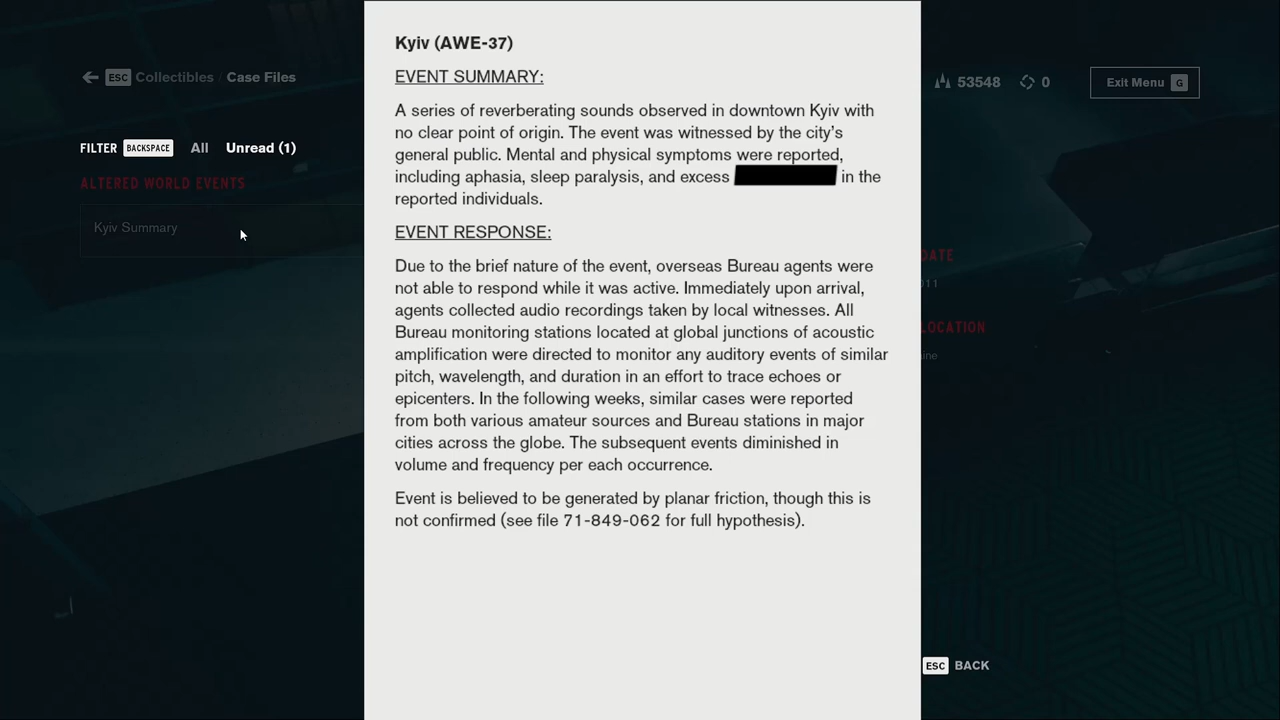 Kyiv (AWE-37)
EVENT SUMMARY:
A series of reverberating sounds observed in downtown Kyiv with
no clear point of origin. The event was witnessed by the city's
general public. Mental and physical symptoms were reported,
including aphasia, sleep paralysis, and excess in the
reported individuals.
EVENT RESPONSE:
Due to the brief nature of the event, overseas Bureau agents were
not able to respond while it was active. Immediately upon arrival,
agents collected audio recordings taken by local witnesses. All
Bureau monitoring stations located at global junctions of acoustic
amplification were directed to monitor any auditory events of similar
pitch, wavelength, and duration in an effort to trace echoes or
epicenters. In the following weeks, similar cases were reported
from both various amateur sources and Bureau stations in major
cities across the globe. The subsequent events diminished in
volume and frequency per each occurrence.
Event is believed to be generated by planar friction, though this is
not confirmed (see file 71-849-062 for full hypothesis).
ESC Collectibles / Case Files
FILTER BACKSPACE All Unread (1)
ALTERED WORLD EVENTS
Kyiv Summary
53548 0
Exit Menu G
DATE
011
LOCATION
ine
ESC BACK